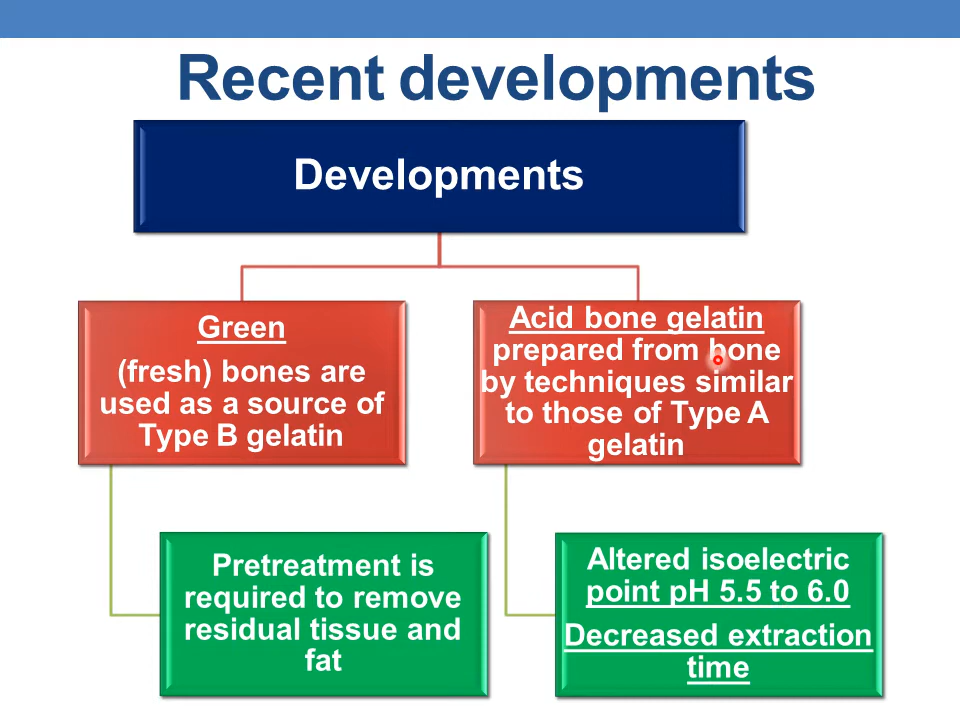 Recent developments
Developments
Green
(fresh) bones are
used as a source of
Type B gelatin
Acid bone gelatin
prepared from bone
by techniques similar
to those of Type A
gelatin
Pretreatment is
required to remove
residual tissue and
fat
Altered isoelectric
point pH 5.5 to 6.0
Decreased extraction
time